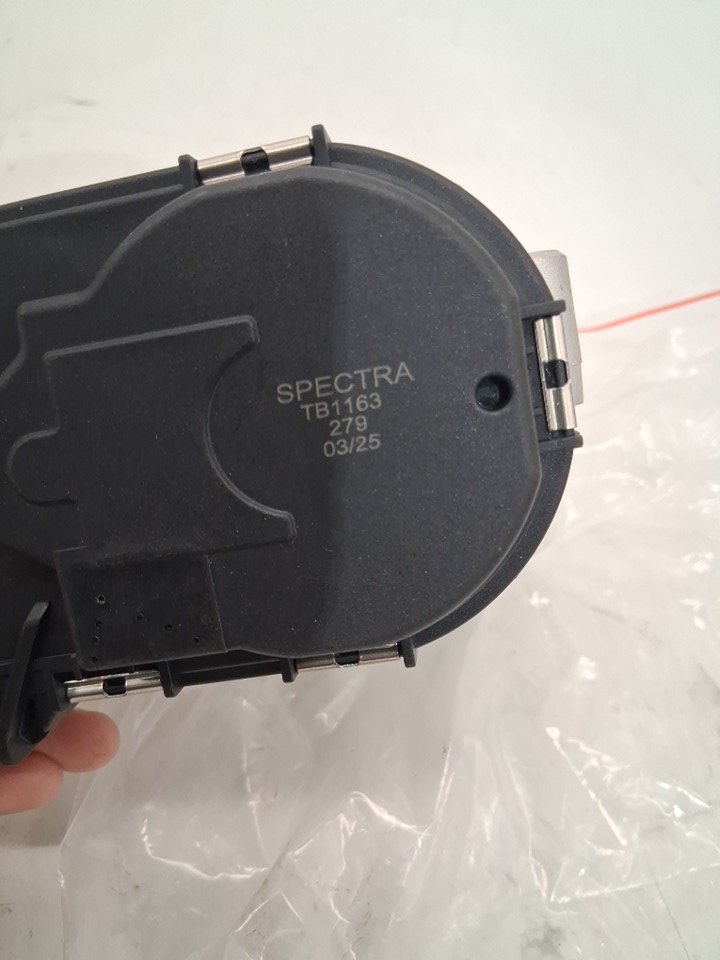 SPECTRA
TB1163
279
03/25